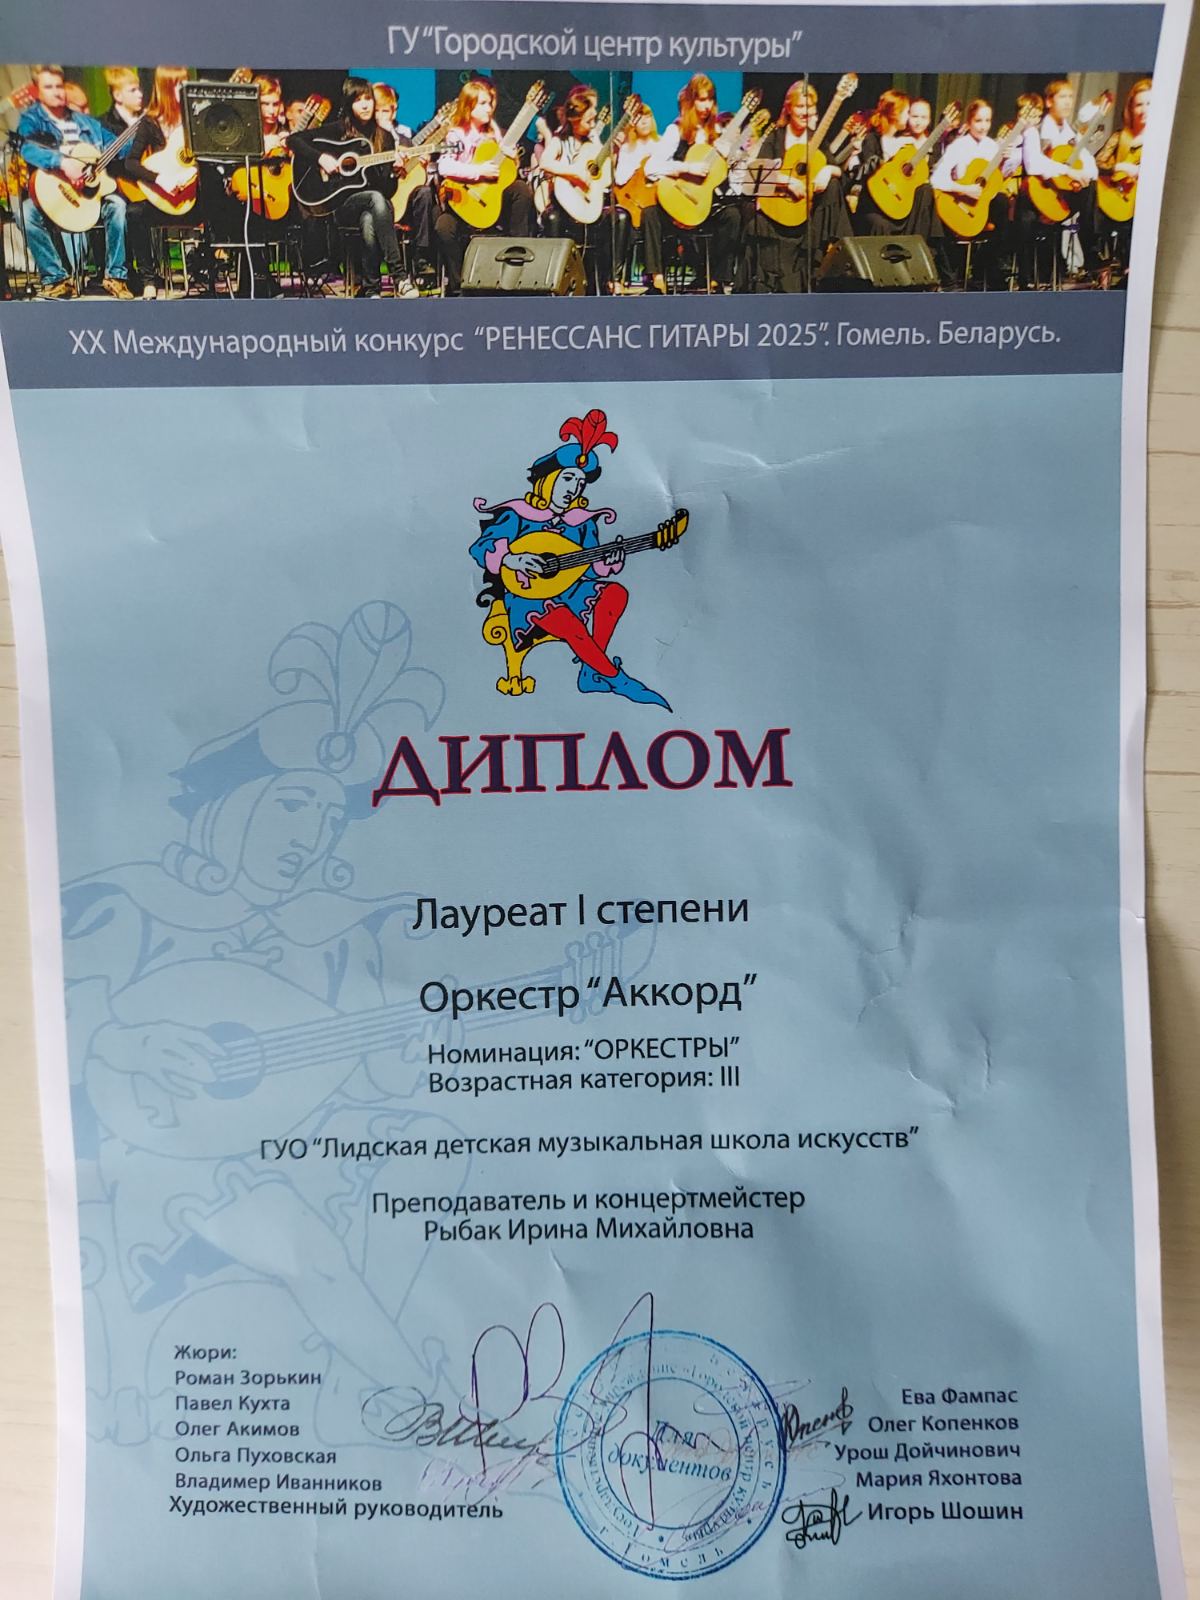 ГУ "Городской центр культуры"
XX Международный конкурс "РЕНЕССАНС ГИТАРЫ 2025". Гомель. Беларусь.
ДИПЛОМ
Лауреат I степени
Оркестр "Аккорд"
Номинация: "ОРКЕСТРЫ"
Возрастная категория: III
ГУО "Лидская детская музыкальная школа искусств"
Преподаватель и концертмейстер
Рыбак Ирина Михайловна
Жюри:
Роман Зорькин
Павел Кухта
Олег Акимов
Ольга Пуховская
Владимир Иванников
Художественный руководитель
Ева Фампас
Олег Копенков
Урош Дойчинович
Мария Яхонтова
Игорь Шошин
Для
документов
г. Гомель